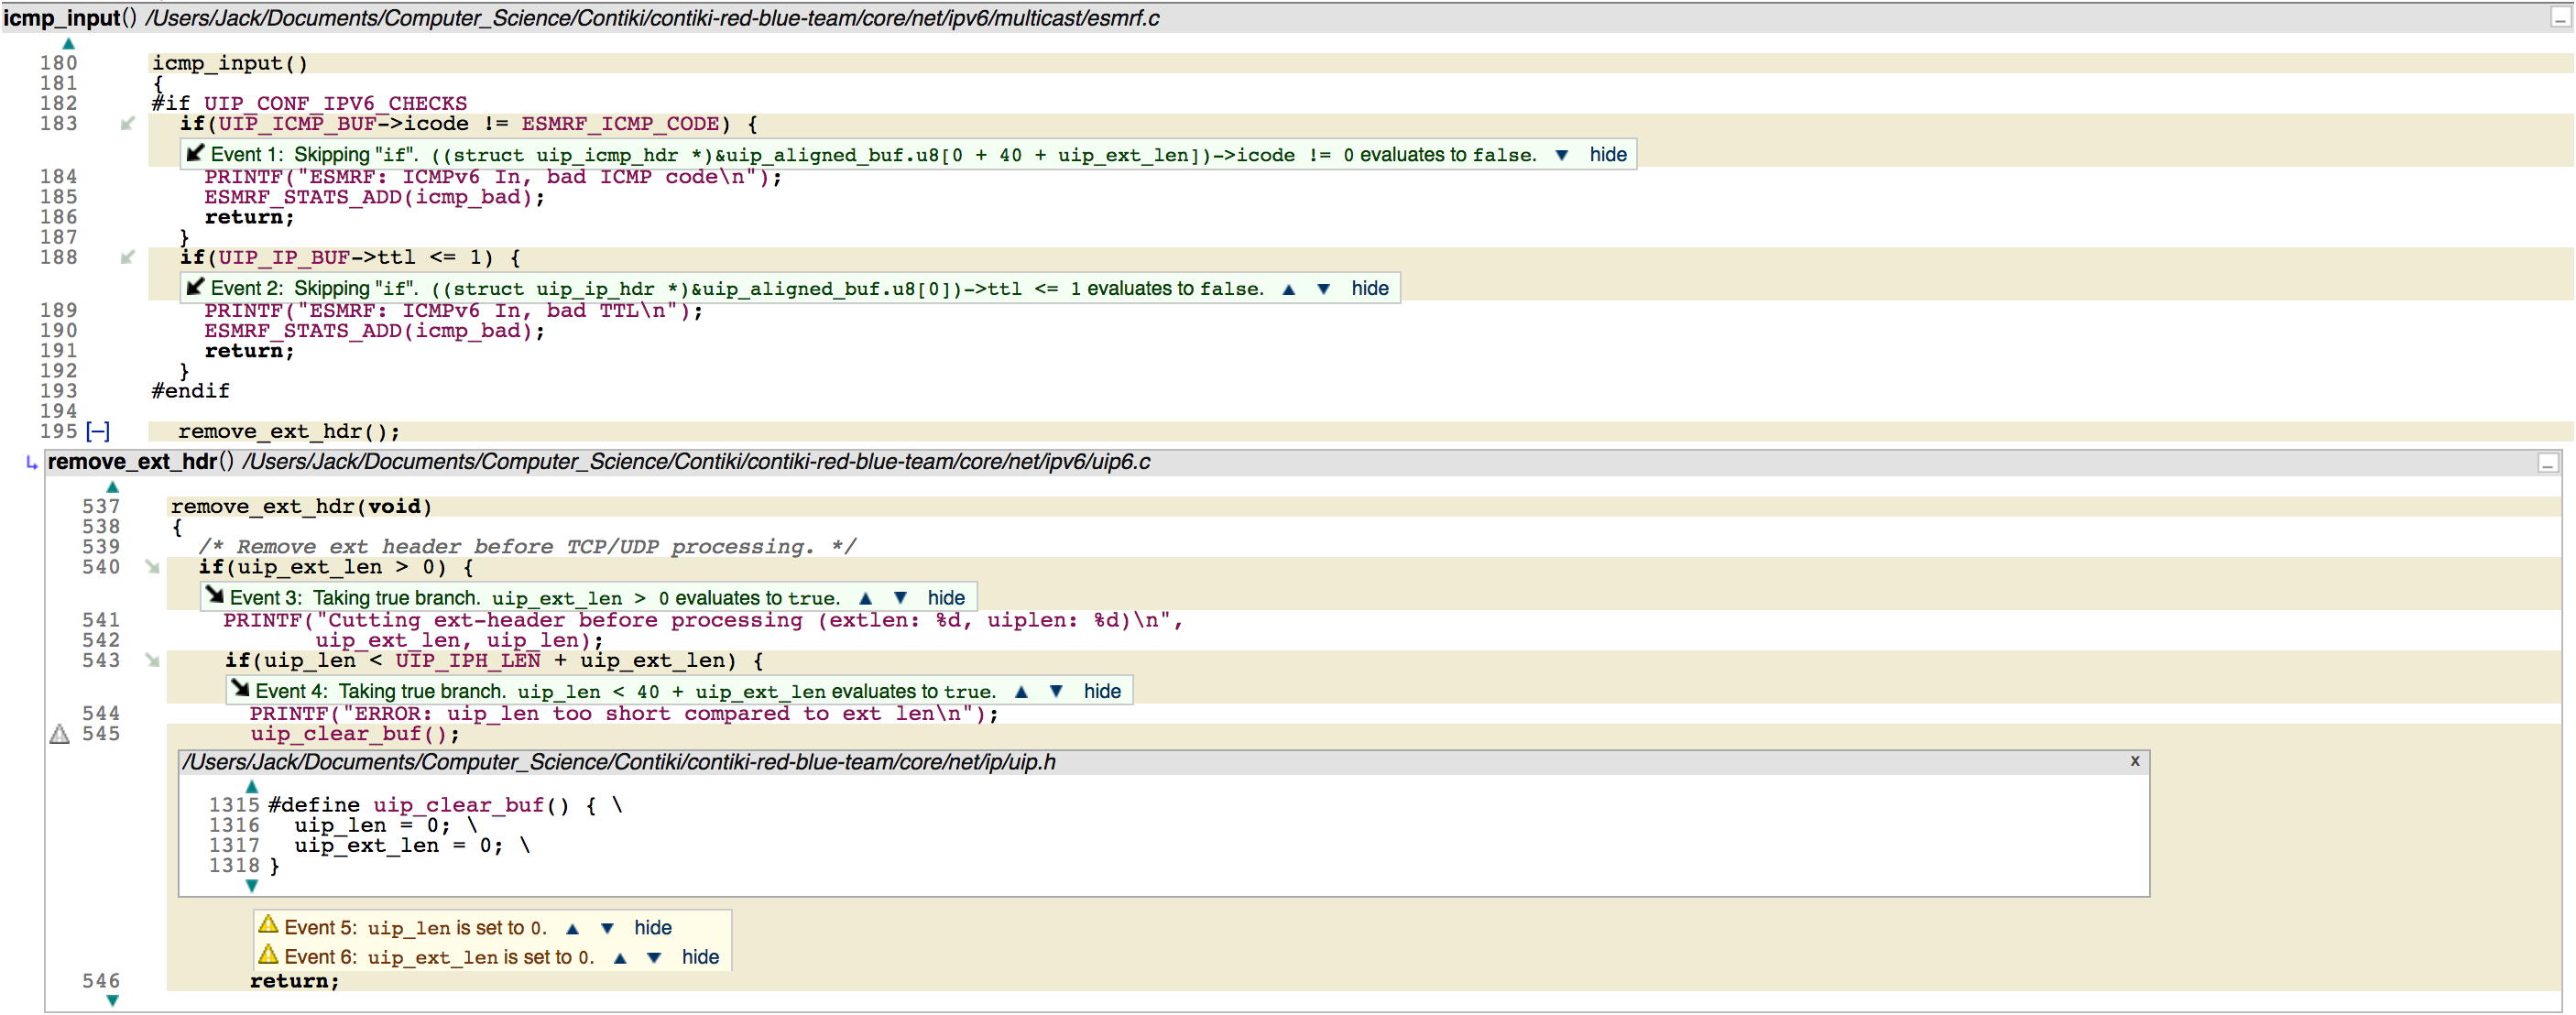 icmp_input() /Users/Jack/Documents/Computer_Science/Contiki/contiki-red-blue-team/core/net/ipv6/multicast/esmrf.c
180 icmp_input()
181 {
182 #if UIP_CONF_IPV6_CHECKS
183 if(UIP_ICMP_BUF->icode != ESMRF_ICMP_CODE) {
Event 1: Skipping "if". ((struct uip_icmp_hdr *)&uip_aligned_buf.u8[0 + 40 + uip_ext_len])->icode != 0 evaluates to false. ▼ hide
184 PRINTF("ESMRF: ICMPv6 In, bad ICMP code\n");
185 ESMRF_STATS_ADD(icmp_bad);
186 return;
187 }
188 if(UIP_IP_BUF->ttl <= 1) {
Event 2: Skipping "if". ((struct uip_ip_hdr *)&uip_aligned_buf.u8[0])->ttl <= 1 evaluates to false. ▲ ▼ hide
189 PRINTF("ESMRF: ICMPv6 In, bad TTL\n");
190 ESMRF_STATS_ADD(icmp_bad);
191 return;
192 }
193 #endif
194
195 [−] remove_ext_hdr();
remove_ext_hdr() /Users/Jack/Documents/Computer_Science/Contiki/contiki-red-blue-team/core/net/ipv6/uip6.c
537 remove_ext_hdr(void)
538 {
539 /* Remove ext header before TCP/UDP processing. */
540 if(uip_ext_len > 0) {
Event 3: Taking true branch. uip_ext_len > 0 evaluates to true. ▲ ▼ hide
541 PRINTF("Cutting ext-header before processing (extlen: %d, uiplen: %d)\n",
542 uip_ext_len, uip_len);
543 if(uip_len < UIP_IPH_LEN + uip_ext_len) {
Event 4: Taking true branch. uip_len < 40 + uip_ext_len evaluates to true. ▲ ▼ hide
544 PRINTF("ERROR: uip_len too short compared to ext len\n");
545 uip_clear_buf();
/Users/Jack/Documents/Computer_Science/Contiki/contiki-red-blue-team/core/net/ip/uip.h x
1315 #define uip_clear_buf() { \
1316 uip_len = 0; \
1317 uip_ext_len = 0; \
1318 }
Event 5: uip_len is set to 0. ▲ ▼ hide
Event 6: uip_ext_len is set to 0. ▲ ▼ hide
546 return;